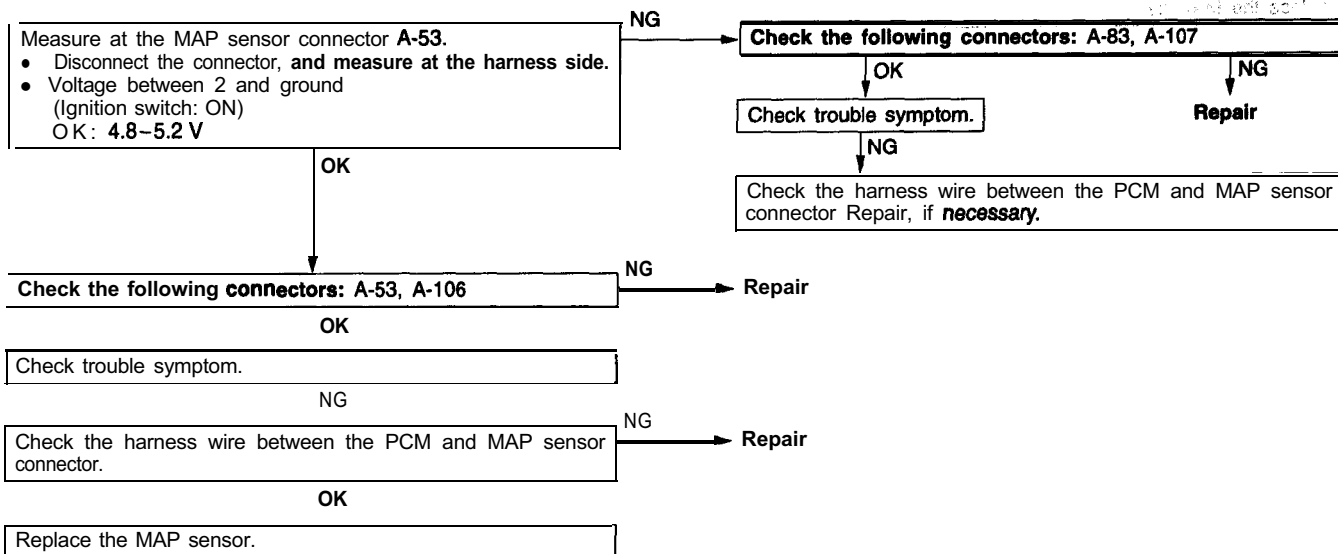 Measure at the MAP sensor connector A-53.
• Disconnect the connector, and measure at the harness side.
• Voltage between 2 and ground
(Ignition switch: ON)
OK: 4.8–5.2 V
NG
Check the following connectors: A-83, A-107
OK
NG
Check trouble symptom.
Repair
NG
Check the harness wire between the PCM and MAP sensor
connector Repair, if necessary.
OK
Check the following connectors: A-53, A-106
NG
Repair
OK
Check trouble symptom.
NG
Check the harness wire between the PCM and MAP sensor
connector.
NG
Repair
OK
Replace the MAP sensor.